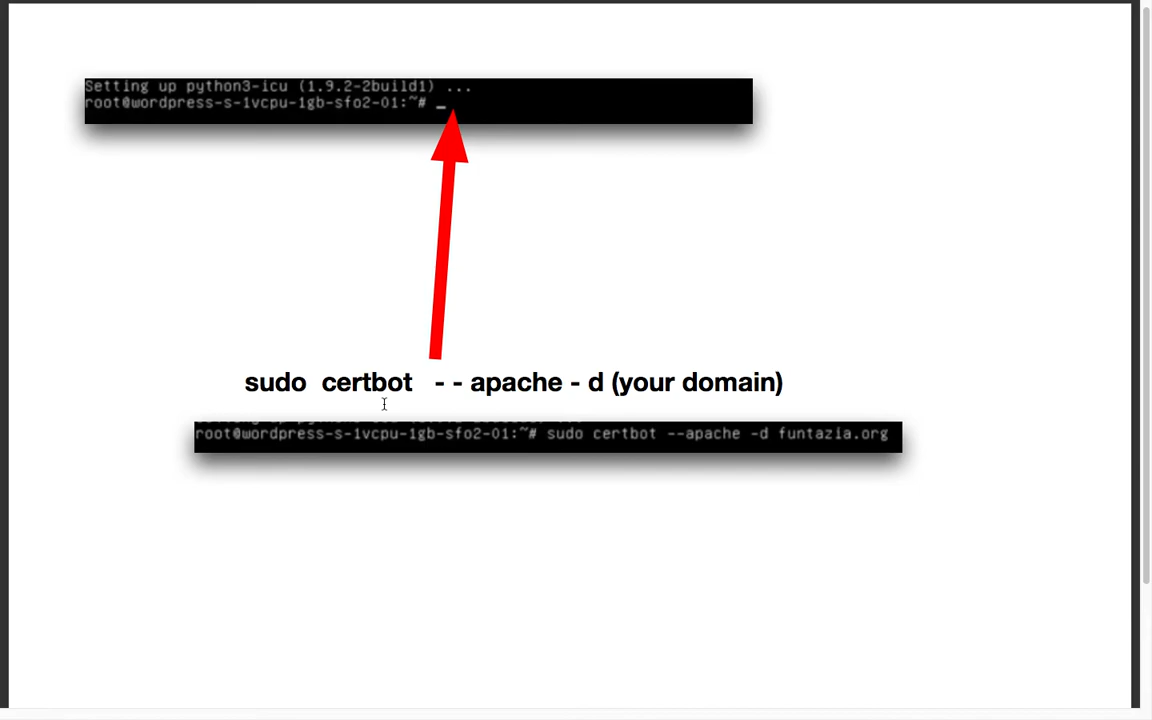 Setting up python3-icu (1.9.2-2build1) ...
root@wordpress-s-1vcpu-1gb-sfo2-01:~# _
sudo certbot - - apache - d (your domain)
root@wordpress-s-1vcpu-1gb-sfo2-01:~# sudo certbot --apache -d funtazia.org